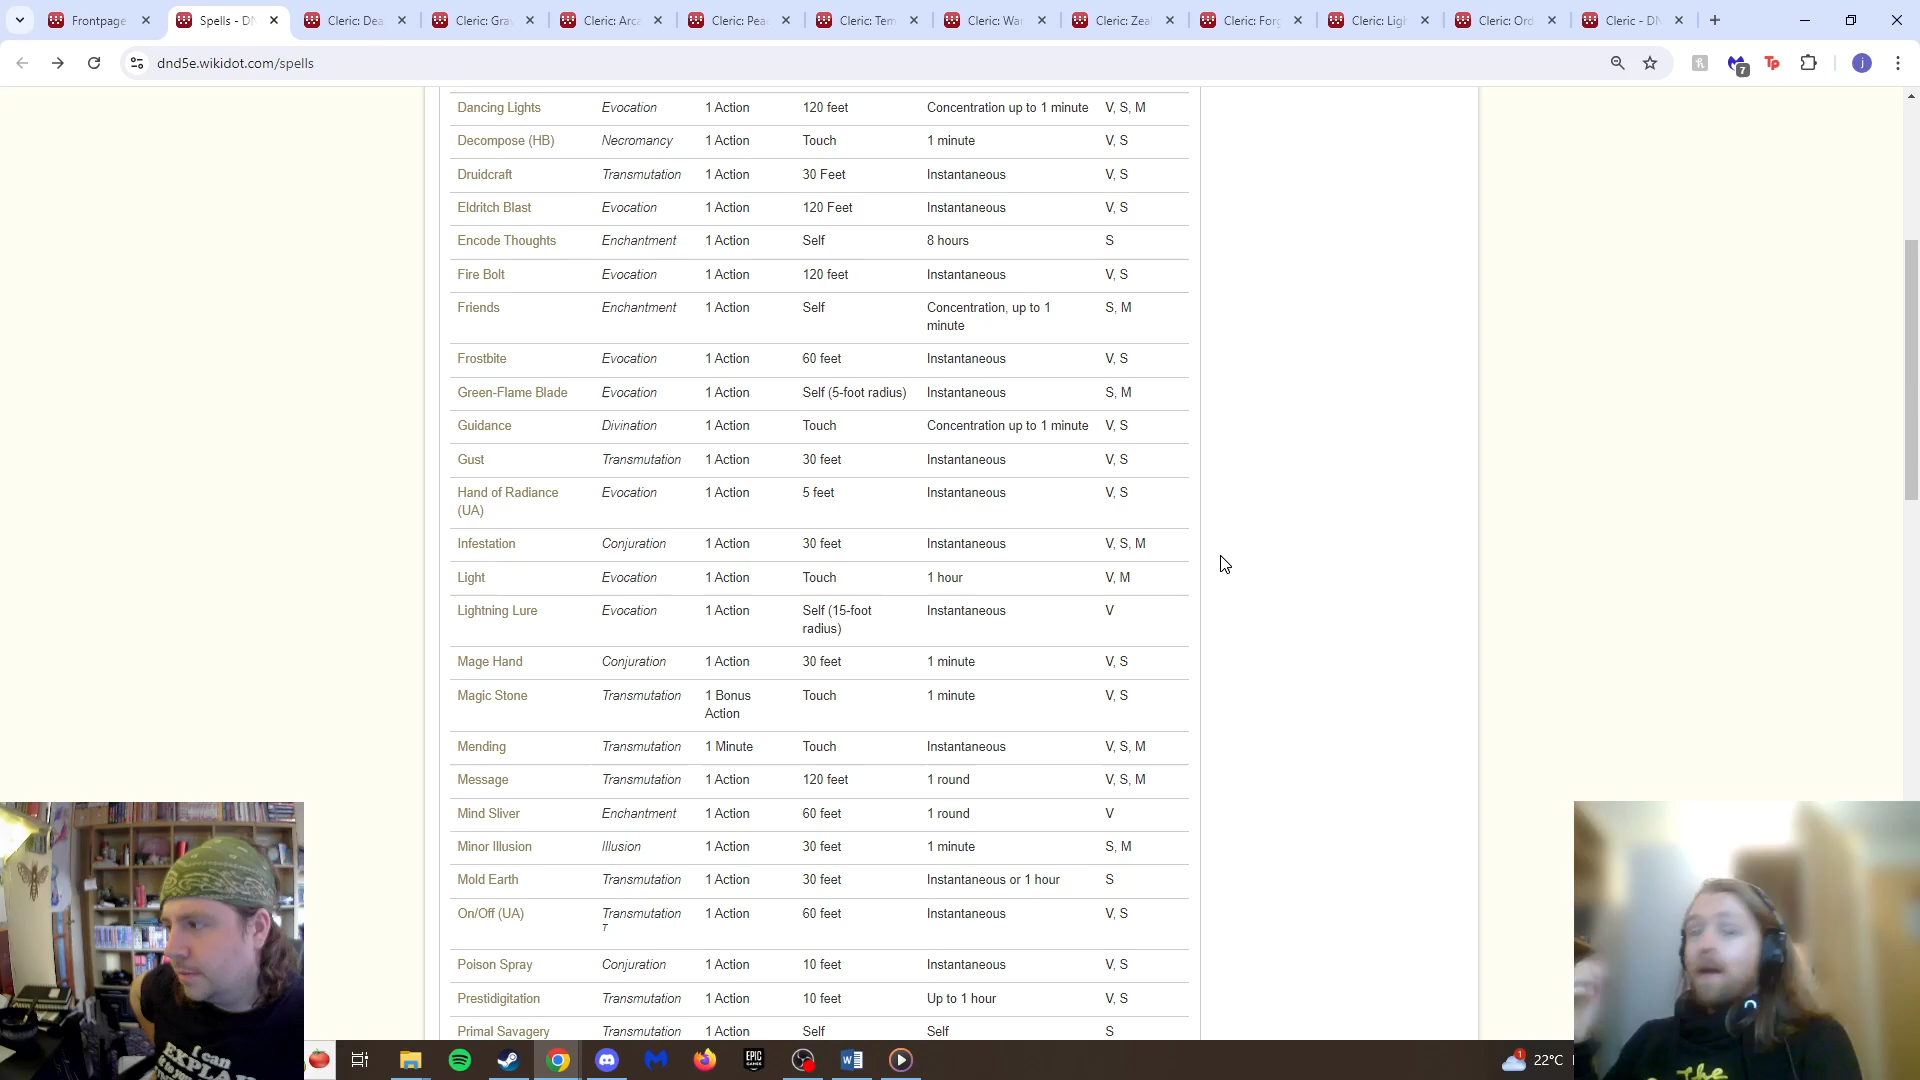 Frontpage
Spells - DN
Cleric: Dea
Cleric: Grav
Cleric: Arca
Cleric: Peac
Cleric: Tem
Cleric: War
Cleric: Zeal
Cleric: Forg
Cleric: Ligh
Cleric: Ord
Cleric - DN
dnd5e.wikidot.com/spells
7
Tp
j
Dancing Lights Evocation 1 Action 120 feet Concentration up to 1 minute V, S, M
Decompose (HB) Necromancy 1 Action Touch 1 minute V, S
Druidcraft Transmutation 1 Action 30 Feet Instantaneous V, S
Eldritch Blast Evocation 1 Action 120 Feet Instantaneous V, S
Encode Thoughts Enchantment 1 Action Self 8 hours S
Fire Bolt Evocation 1 Action 120 feet Instantaneous V, S
Friends Enchantment 1 Action Self Concentration, up to 1 S, M
minute
Frostbite Evocation 1 Action 60 feet Instantaneous V, S
Green-Flame Blade Evocation 1 Action Self (5-foot radius) Instantaneous S, M
Guidance Divination 1 Action Touch Concentration up to 1 minute V, S
Gust Transmutation 1 Action 30 feet Instantaneous V, S
Hand of Radiance Evocation 1 Action 5 feet Instantaneous V, S
(UA)
Infestation Conjuration 1 Action 30 feet Instantaneous V, S, M
Light Evocation 1 Action Touch 1 hour V, M
Lightning Lure Evocation 1 Action Self (15-foot Instantaneous V
radius)
Mage Hand Conjuration 1 Action 30 feet 1 minute V, S
Magic Stone Transmutation 1 Bonus Touch 1 minute V, S
Action
Mending Transmutation 1 Minute Touch Instantaneous V, S, M
Message Transmutation 1 Action 120 feet 1 round V, S, M
Mind Sliver Enchantment 1 Action 60 feet 1 round V
Minor Illusion Illusion 1 Action 30 feet 1 minute S, M
Mold Earth Transmutation 1 Action 30 feet Instantaneous or 1 hour S
On/Off (UA) Transmutation 1 Action 60 feet Instantaneous V, S
T
Poison Spray Conjuration 1 Action 10 feet Instantaneous V, S
Prestidigitation Transmutation 1 Action 10 feet Up to 1 hour V, S
Primal Savagery Transmutation 1 Action Self Self S
I can
EXPLAI
The
EPIC
GAMES
W
1
22°C